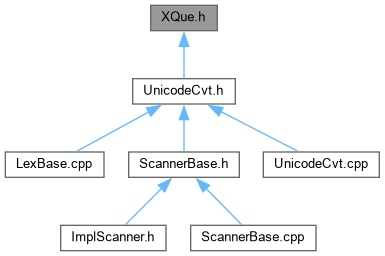 XQue.h
UnicodeCvt.h
LexBase.cpp
ScannerBase.h
UnicodeCvt.cpp
ImplScanner.h
ScannerBase.cpp